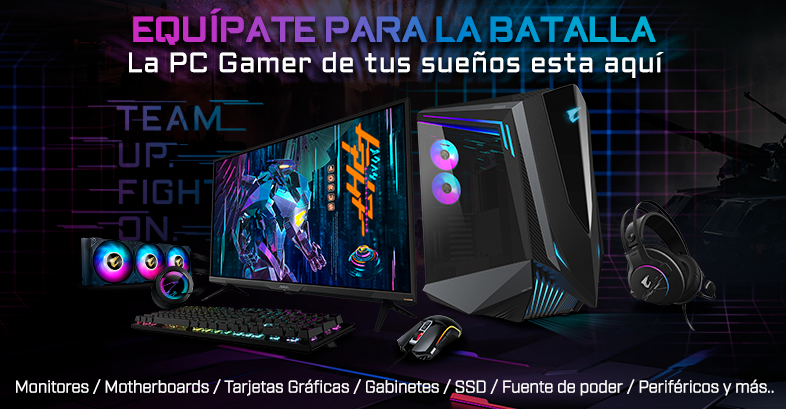 EQUÍPATE PARA LA BATALLA
La PC Gamer de tus sueños esta aquí
TEAM
UP.
FIGHT
ON.
AORUS
Monitores / Motherboards / Tarjetas Gráficas / Gabinetes / SSD / Fuente de poder / Periféricos y más..